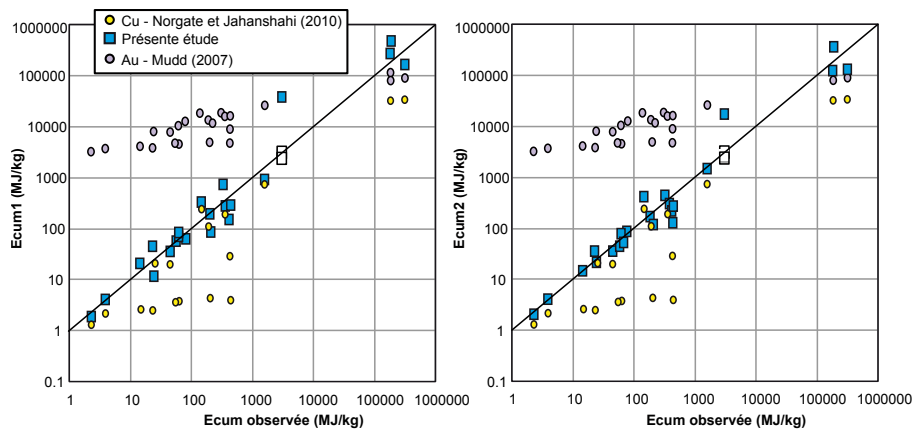 Cu - Norgate et Jahanshahi (2010)
Présente étude
Au - Mudd (2007)
1000000
100000
10000
1000
100
10
1
0.1
Ecum1 (MJ/kg)
1 10 100 1000 10000 100000 1000000
Ecum observée (MJ/kg)
1000000
100000
10000
1000
100
10
1
0.1
Ecum2 (MJ/kg)
1 10 100 1000 10000 100000 1000000
Ecum observée (MJ/kg)